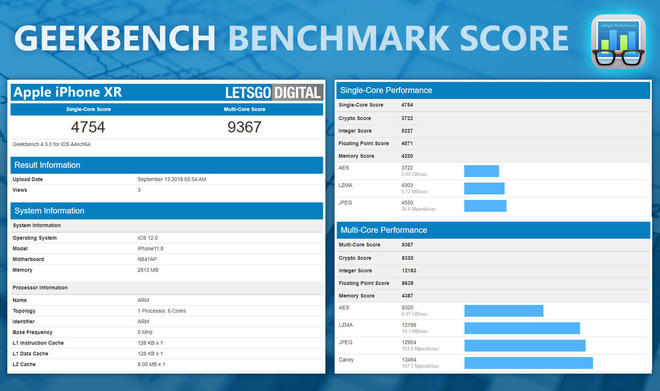 GEEKBENCH BENCHMARK SCORE
Apple iPhone XR
LETSGO DIGITAL
Single-Core Score Multi-Core Score
4754 9367
Geekbench 4.3.0 for iOS AArch64
Result Information
Upload Date September 13 2018 05:54 AM
Views 3
System Information
System Information
Operating System iOS 12.0
Model iPhone11,8
Motherboard N841AP
Memory 2813 MB
Processor Information
Name ARM
Topology 1 Processor, 6 Cores
Identifier ARM
Base Frequency 0 MHz
L1 Instruction Cache 128 KB x 1
L1 Data Cache 128 KB x 1
L2 Cache 8.00 MB x 1
Single-Core Performance
Single-Core Score 4754
Crypto Score 3722
Integer Score 5227
Floating Point Score 4571
Memory Score 4220
AES 3722
2.80 GB/sec
LZMA 4303
6.72 MB/sec
JPEG 4550
36.6 Mpixels/sec
Multi-Core Performance
Multi-Core Score 9367
Crypto Score 8320
Integer Score 12183
Floating Point Score 8639
Memory Score 4387
AES 8320
6.27 GB/sec
LZMA 12198
19.1 MB/sec
JPEG 12904
103.8 Mpixels/sec
Canny 13494
187.1 Mpixels/sec